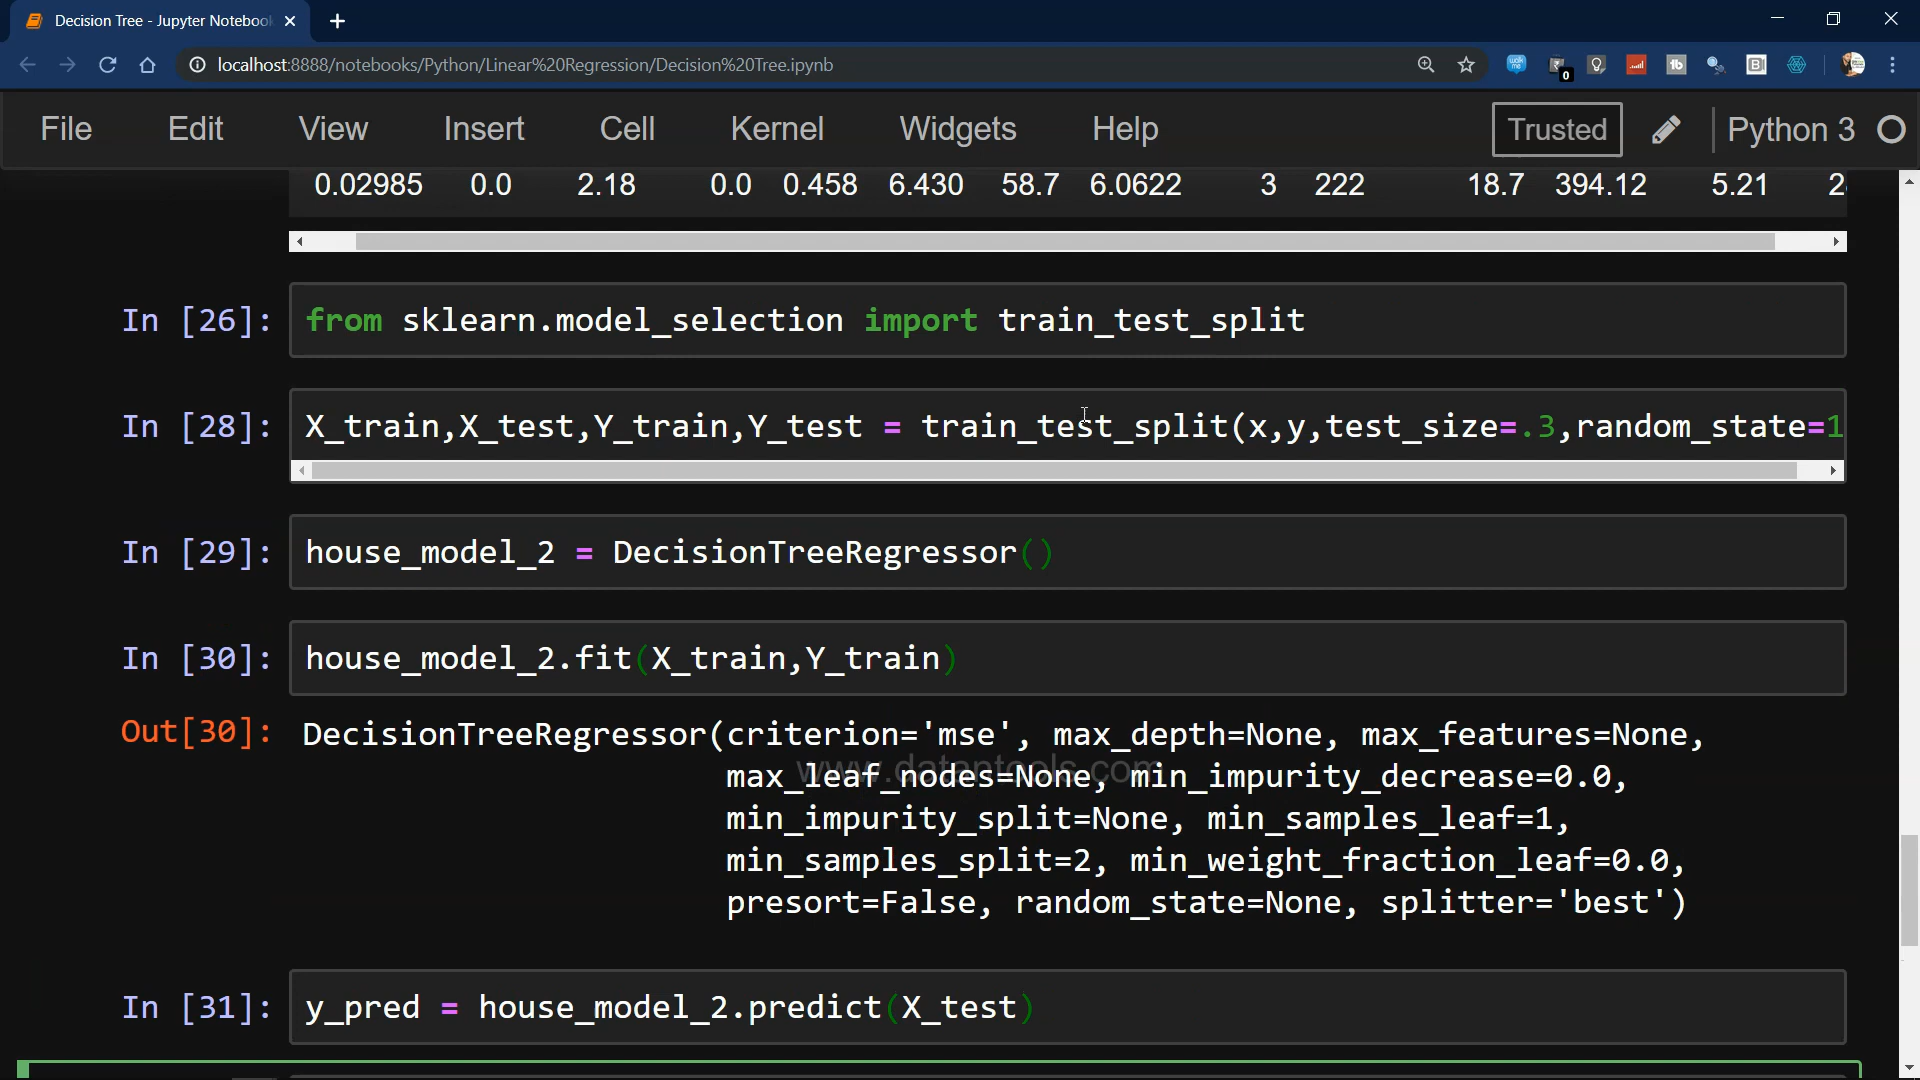 Decision Tree - Jupyter Notebook
localhost:8888/notebooks/Python/Linear%20Regression/Decision%20Tree.ipynb
0
File Edit View Insert Cell Kernel Widgets Help Trusted Python 3
0.02985 0.0 2.18 0.0 0.458 6.430 58.7 6.0622 3 222 18.7 394.12 5.21
In [26]: from sklearn.model_selection import train_test_split
In [28]: X_train,X_test,Y_train,Y_test = train_test_split(x,y,test_size=.3,random_state=1
In [29]: house_model_2 = DecisionTreeRegressor()
In [30]: house_model_2.fit(X_train,Y_train)
Out[30]: DecisionTreeRegressor(criterion='mse', max_depth=None, max_features=None,
max_leaf_nodes=None, min_impurity_decrease=0.0,
min_impurity_split=None, min_samples_leaf=1,
min_samples_split=2, min_weight_fraction_leaf=0.0,
presort=False, random_state=None, splitter='best')
In [31]: y_pred = house_model_2.predict(X_test)